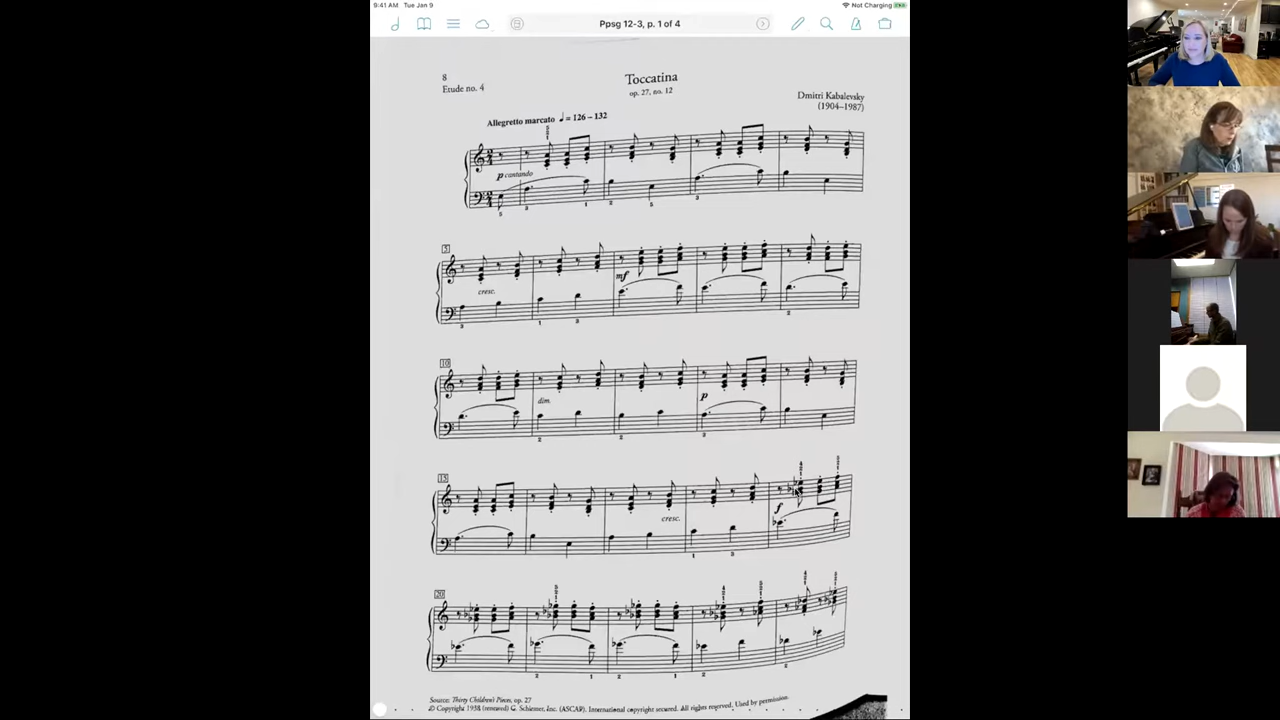 9:41 AM Tue Jan 9
Not Charging
Ppsg 12-3, p. 1 of 4
8
Toccatina
Etude no. 4
op. 27, no. 12
Dmitri Kabalevsky
(1904–1987)
Allegretto marcato ♩ = 126 – 132
p cantando
5
mf
cresc.
10
dim.
p
15
cresc.
f
20
Source: Thirty Children's Pieces, op. 27
© Copyright 1938 (renewed) G. Schirmer, Inc. (ASCAP). International copyright secured. All rights reserved. Used by permission.